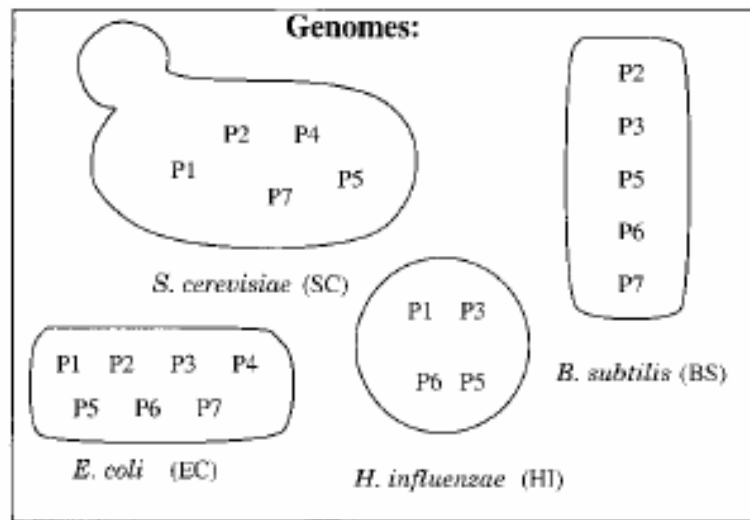 Genomes:
P2 P4
P1
P7 P5
S. cerevisiae (SC)
P2
P3
P5
P6
P7
B. subtilis (BS)
P1 P2 P3 P4
P5 P6 P7
E. coli (EC)
P1 P3
P6 P5
H. influenzae (HI)